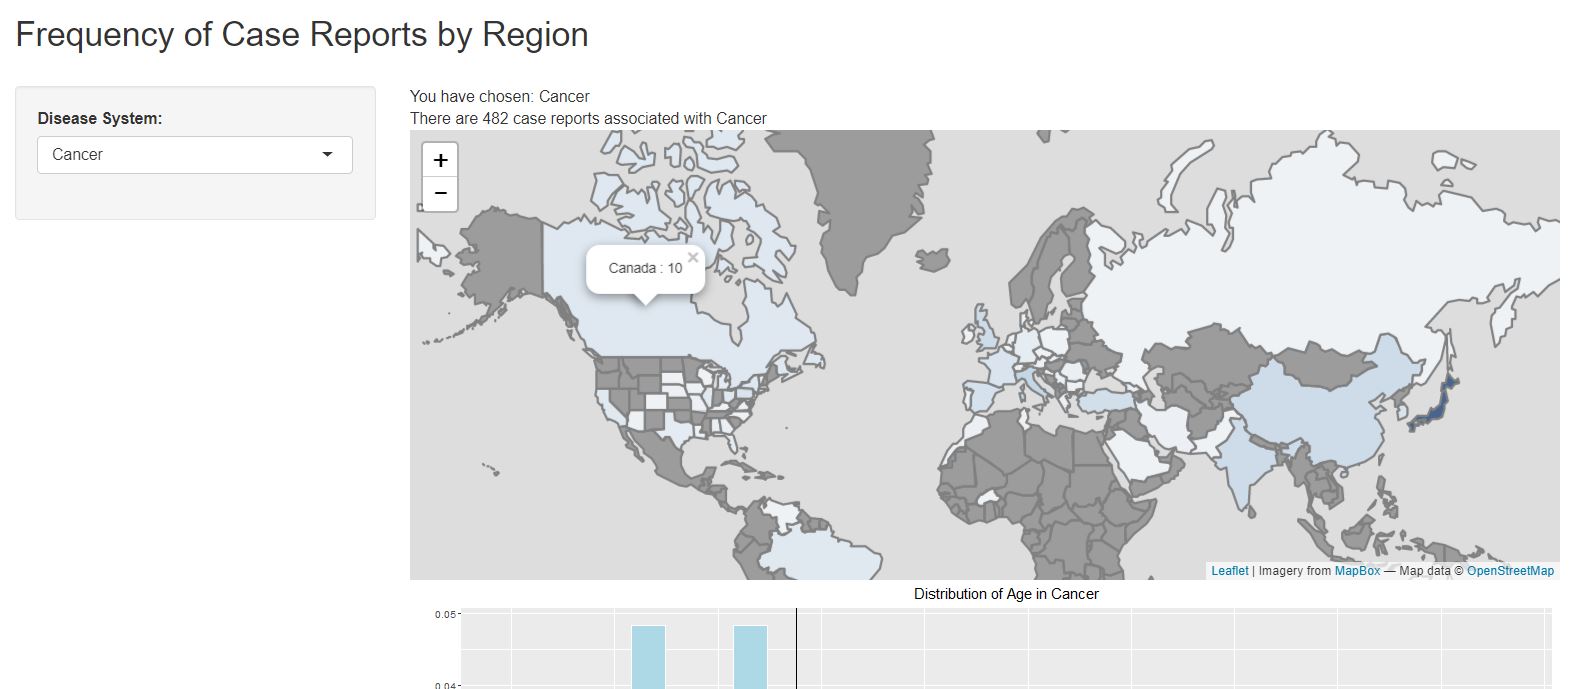 Frequency of Case Reports by Region
Disease System:
Cancer
You have chosen: Cancer
There are 482 case reports associated with Cancer
+
−
Canada : 10 ×
Leaflet | Imagery from MapBox — Map data © OpenStreetMap
Distribution of Age in Cancer
0.05
0.04